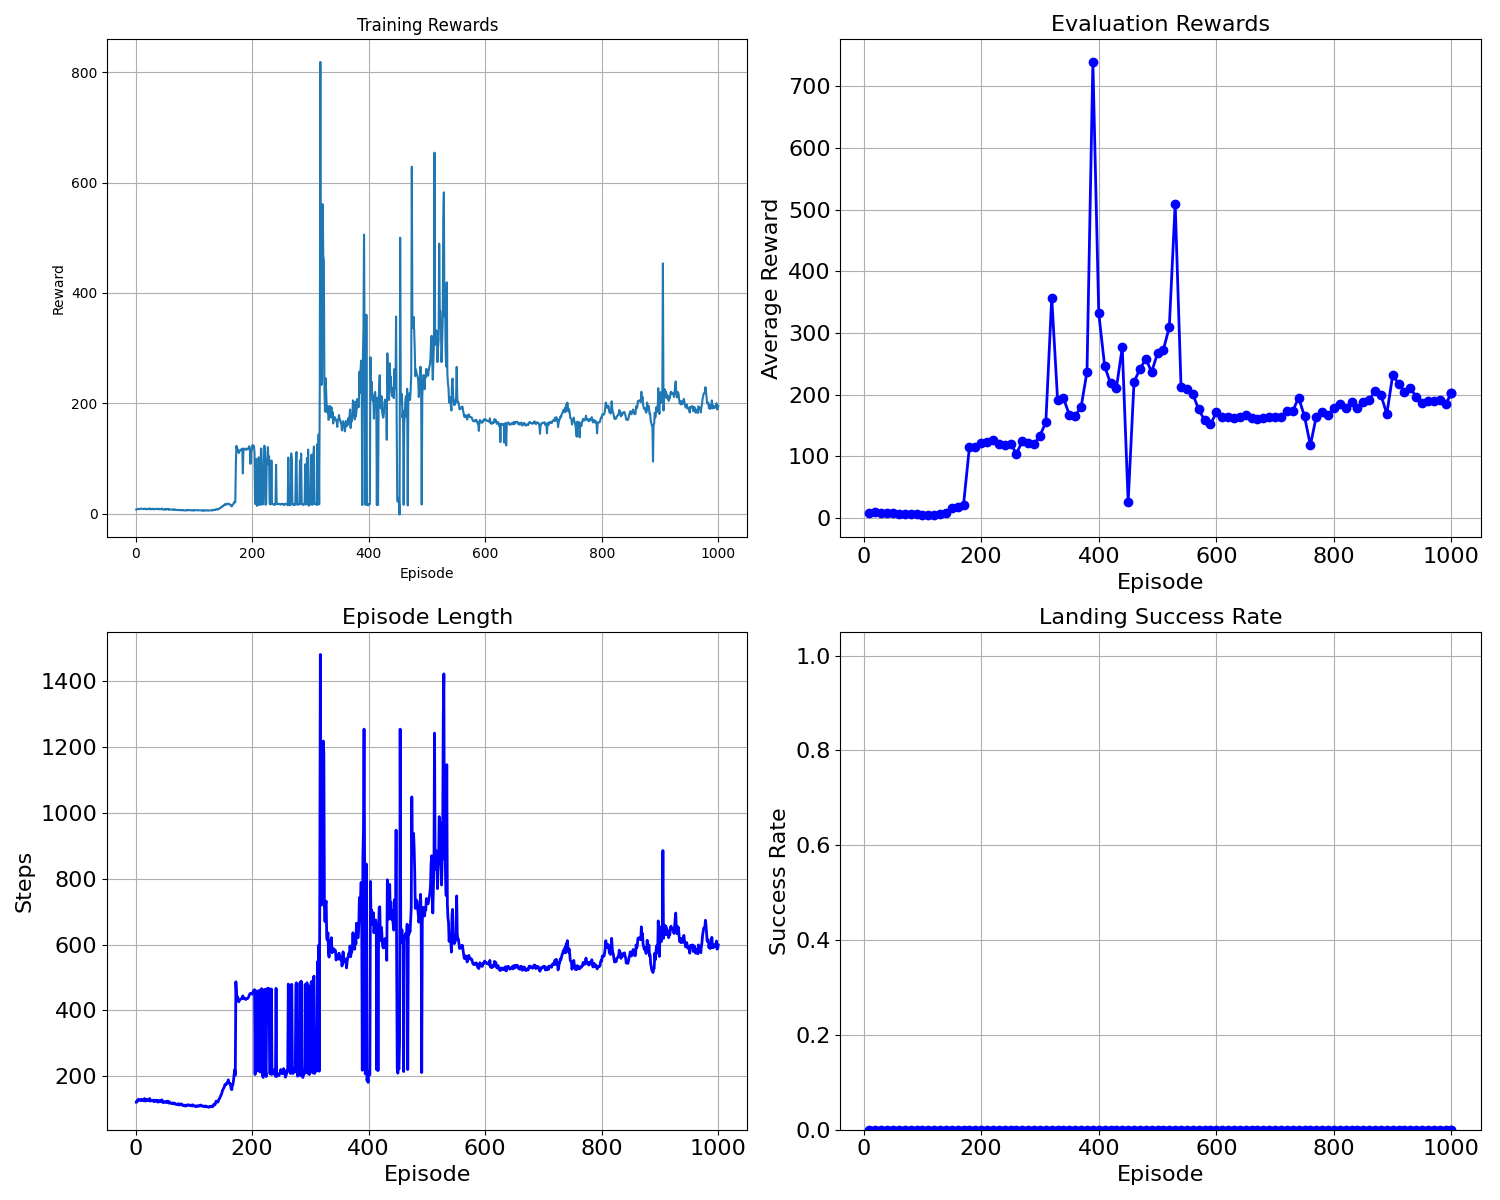 Training Rewards
Reward
800
600
400
200
0
0 200 400 600 800 1000
Episode
Evaluation Rewards
Average Reward
700
600
500
400
300
200
100
0
0 200 400 600 800 1000
Episode
Episode Length
Steps
1400
1200
1000
800
600
400
200
0 200 400 600 800 1000
Episode
Landing Success Rate
Success Rate
1.0
0.8
0.6
0.4
0.2
0.0
0 200 400 600 800 1000
Episode